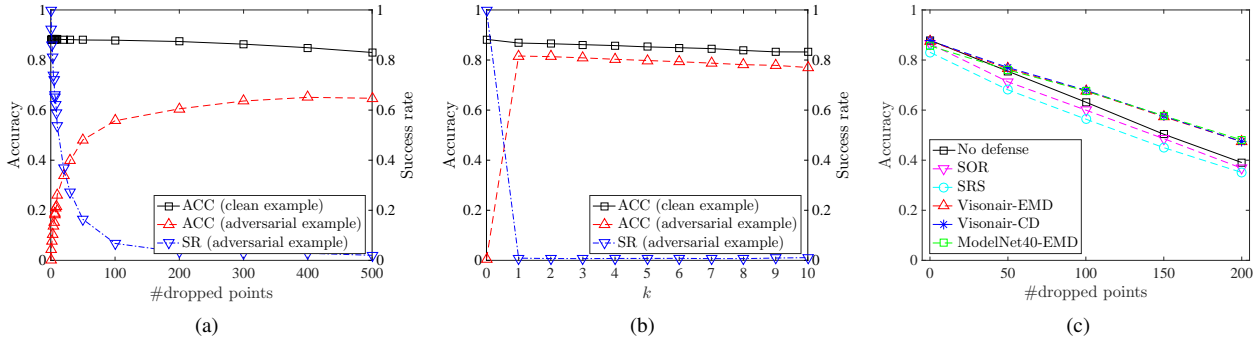 1
0.8
0.6
0.4
0.2
0
0 100 200 300 400 500
1
0.8
0.6
0.4
0.2
0
Accuracy
Success rate
#dropped points
ACC (clean example)
ACC (adversarial example)
SR (adversarial example)
(a)
1
0.8
0.6
0.4
0.2
0
0 1 2 3 4 5 6 7 8 9 10
1
0.8
0.6
0.4
0.2
0
Accuracy
Success rate
k
ACC (clean example)
ACC (adversarial example)
SR (adversarial example)
(b)
1
0.8
0.6
0.4
0.2
0
0 50 100 150 200
Accuracy
#dropped points
No defense
SOR
SRS
Visonair-EMD
Visonair-CD
ModelNet40-EMD
(c)